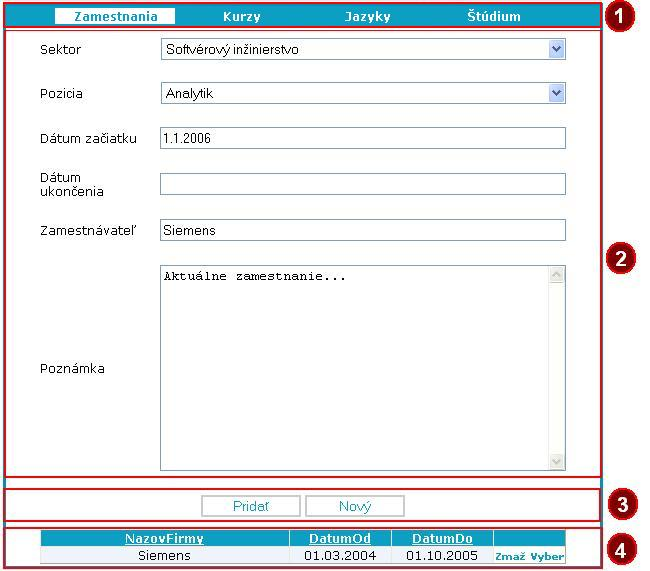 Zamestnania Kurzy Jazyky Štúdium
1
Sektor Softvérový inžinierstvo
Pozicia Analytik
Dátum začiatku 1.1.2006
Dátum
ukončenia
Zamestnávateľ Siemens
2
Aktuálne zamestnanie...
Poznámka
Pridať Nový
3
NazovFirmy DatumOd DatumDo
Siemens 01.03.2004 01.10.2005 Zmaž Vyber
4